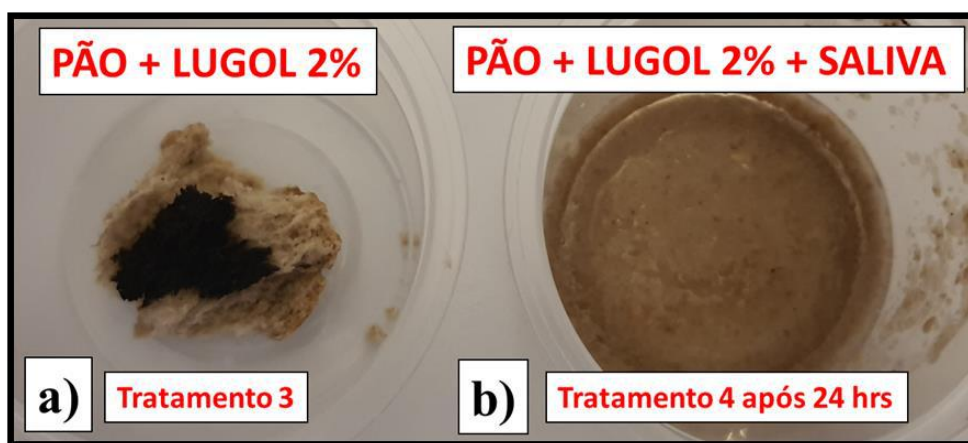 PÃO + LUGOL 2%
PÃO + LUGOL 2% + SALIVA
a)
Tratamento 3
b)
Tratamento 4 após 24 hrs